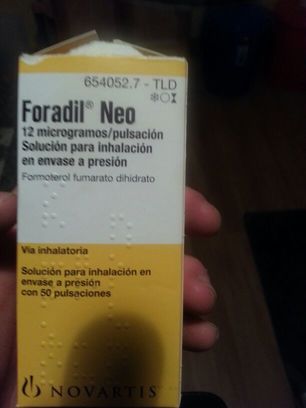 654052.7 - TLD
Foradil® Neo
12 microgramos/pulsación
Solución para inhalación
en envase a presión
Formoterol fumarato dihidrato
Vía inhalatoria
Solución para inhalación en
envase a presión
con 50 pulsaciones
NOVARTIS